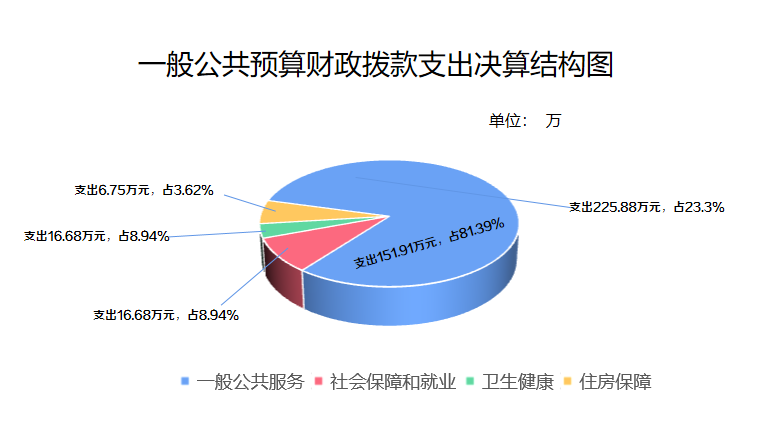 一般公共预算财政拨款支出决算结构图
单位： 万
支出6.75万元，占3.62%
支出225.88万元，占23.3%
支出16.68万元，占8.94%
支出151.91万元，占81.39%
支出16.68万元，占8.94%
一般公共服务 社会保障和就业 卫生健康 住房保障